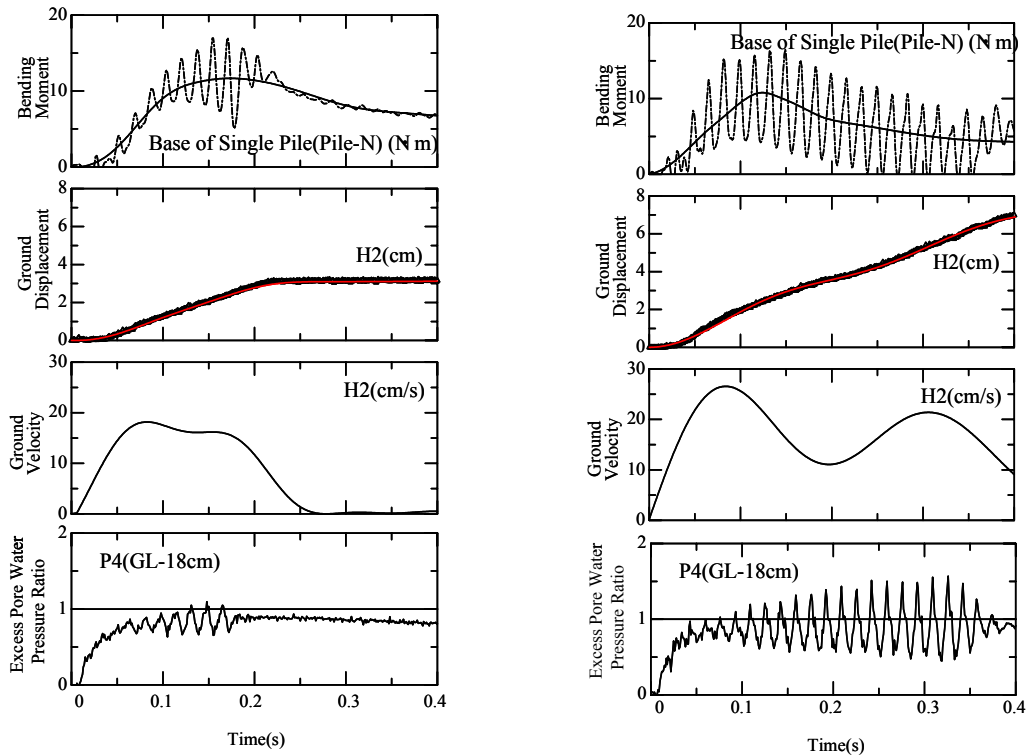 20
10
0
Bending
Moment
Base of Single Pile(Pile-N) (N m)
8
6
4
2
0
Ground
Displacement
H2(cm)
30
20
10
0
Ground
Velocity
H2(cm/s)
2
1
0
Excess Pore Water
Pressure Ratio
P4(GL-18cm)
0 0.1 0.2 0.3 0.4
Time(s)
20
10
0
Bending
Moment
Base of Single Pile(Pile-N) (N m)
8
6
4
2
0
Ground
Displacement
H2(cm)
30
20
10
0
Ground
Velocity
H2(cm/s)
2
1
0
Excess Pore Water
Pressure Ratio
P4(GL-18cm)
0 0.1 0.2 0.3 0.4
Time(s)